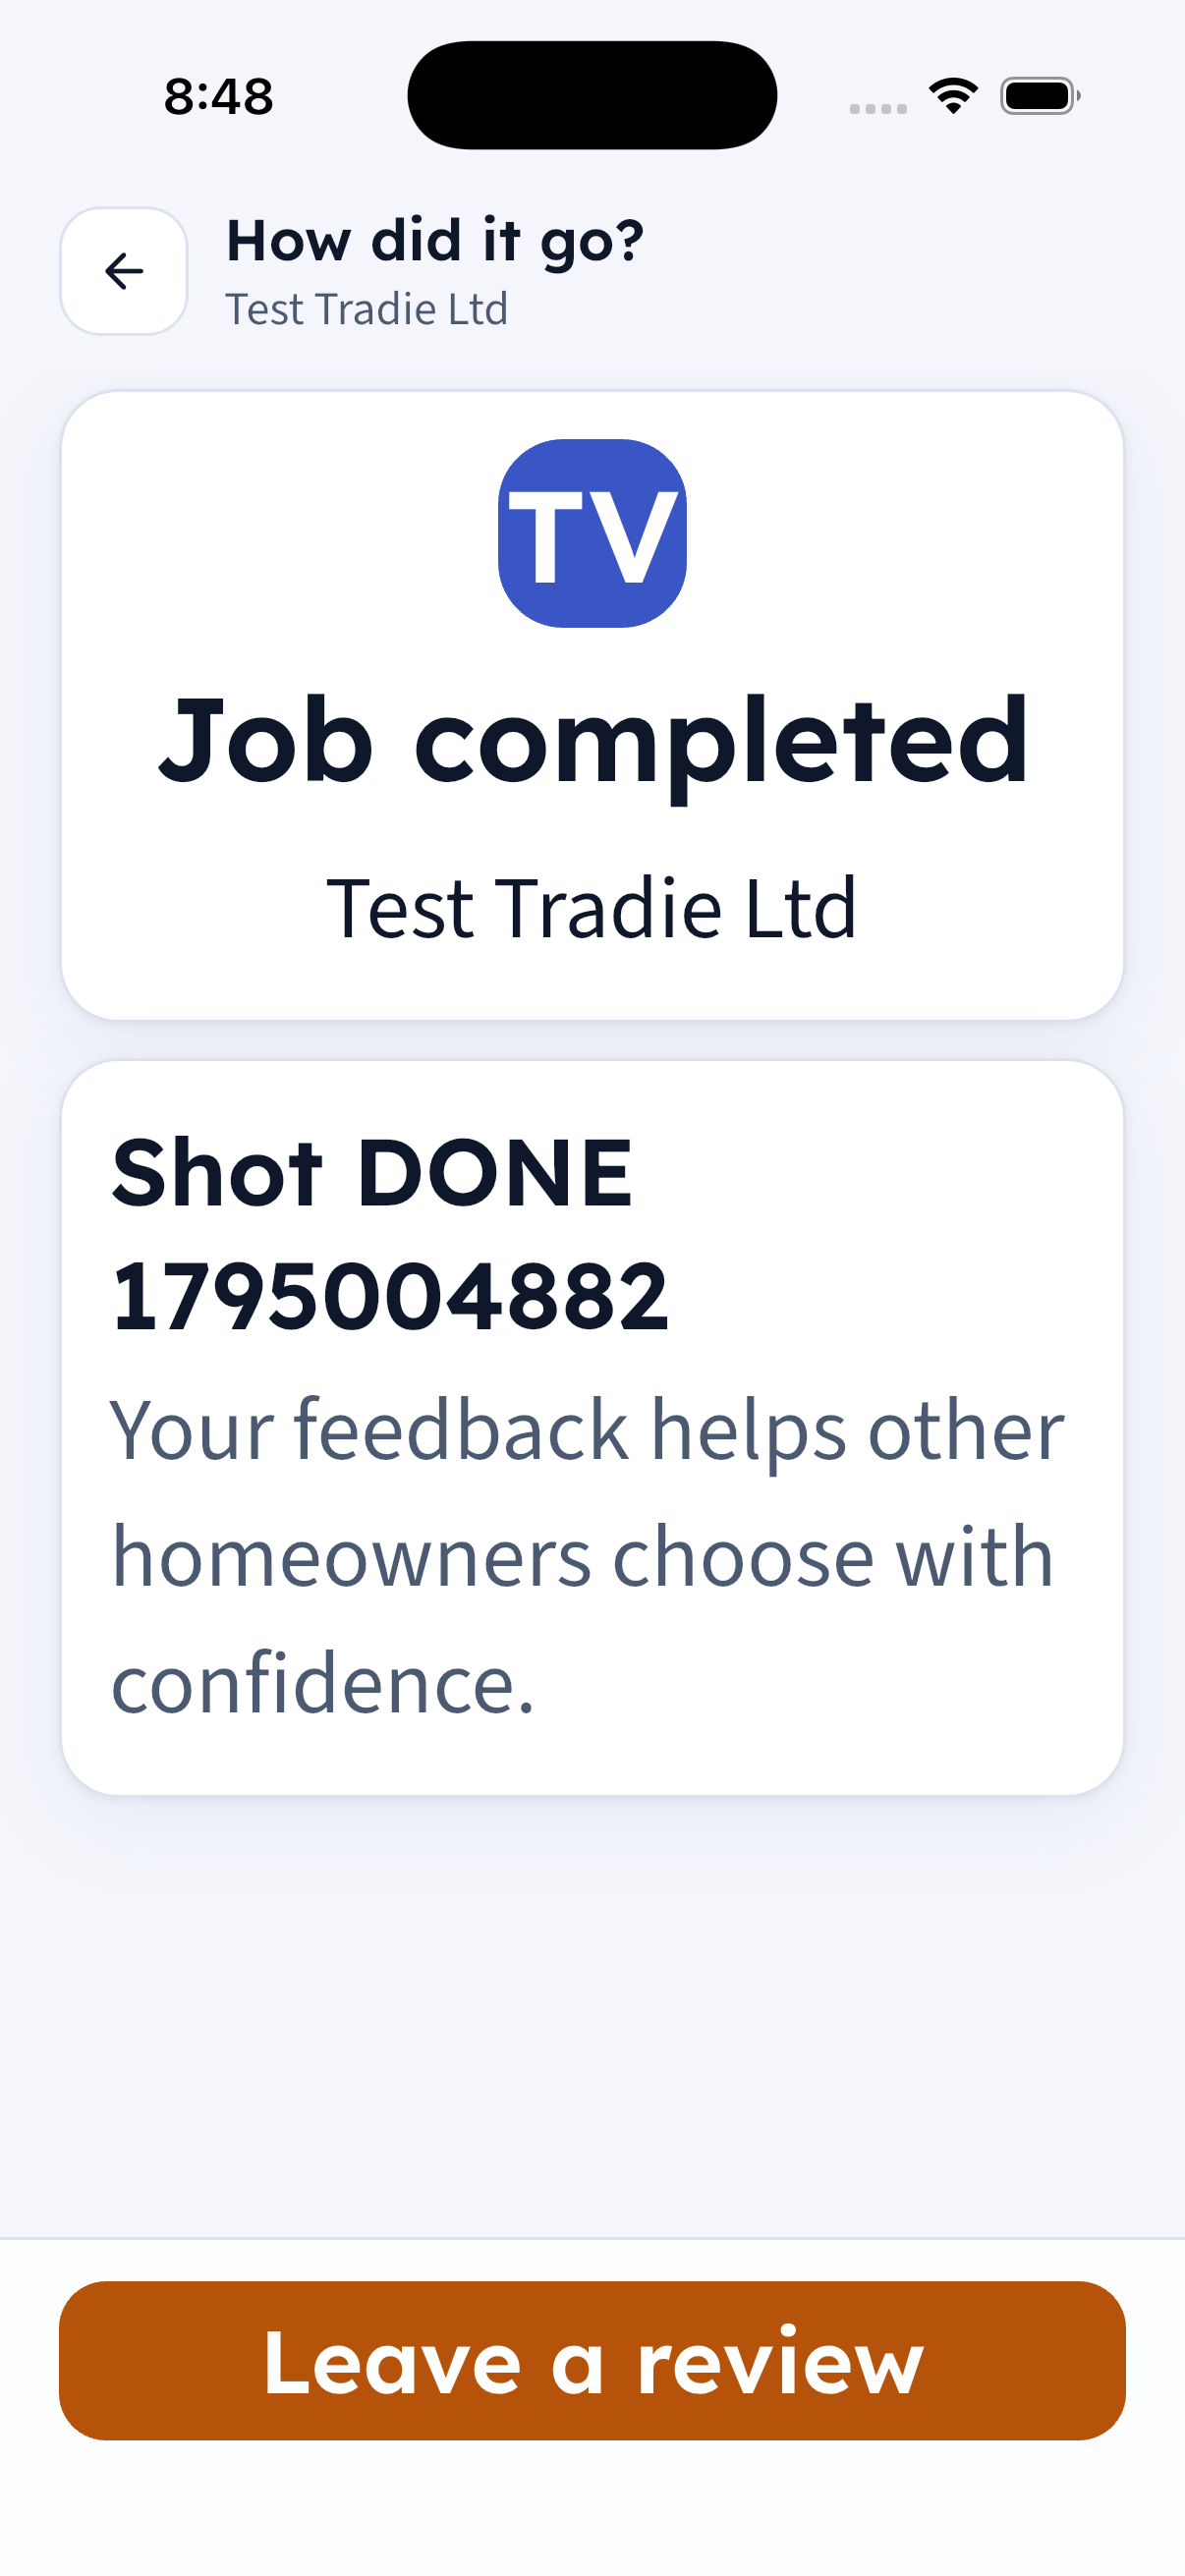 8:48
How did it go?
Test Tradie Ltd
TV
Job completed
Test Tradie Ltd
Shot DONE
1795004882
Your feedback helps other
homeowners choose with
confidence.
Leave a review